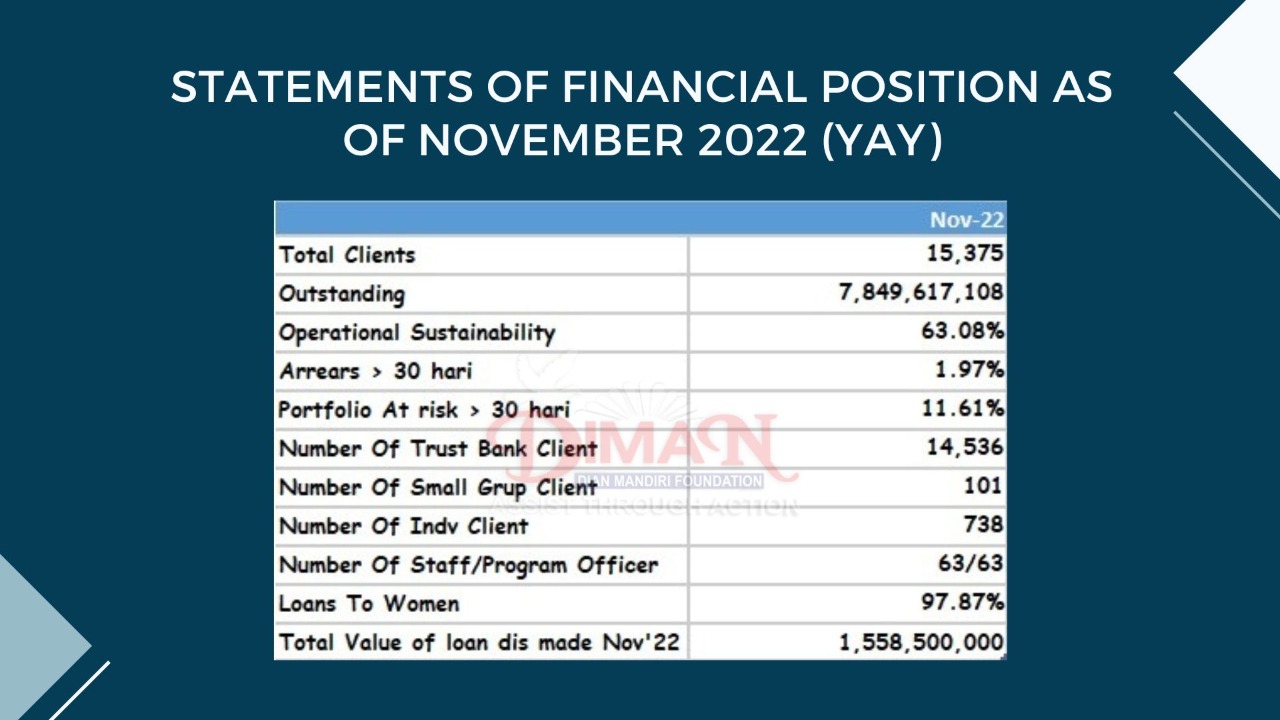 STATEMENTS OF FINANCIAL POSITION AS
OF NOVEMBER 2022 (YAY)
Nov-22
Total Clients 15,375
Outstanding 7,849,617,108
Operational Sustainability 63.08%
Arrears > 30 hari 1.97%
Portfolio At risk > 30 hari 11.61%
Number Of Trust Bank Client 14,536
Number Of Small Grup Client 101
Number Of Indv Client 738
Number Of Staff/Program Officer 63/63
Loans To Women 97.87%
Total Value of loan dis made Nov'22 1,558,500,000
DIMAN
DIAN MANDIRI FOUNDATION
ASSIST THROUGH ACTION